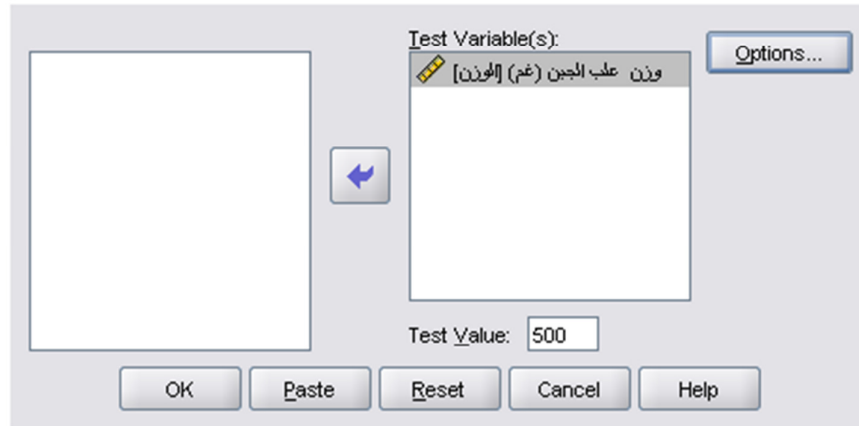 Test Variable(s):
Options...
وزن علب الجبن (غم) [الوزن]
Test Value: 500
OK Paste Reset Cancel Help